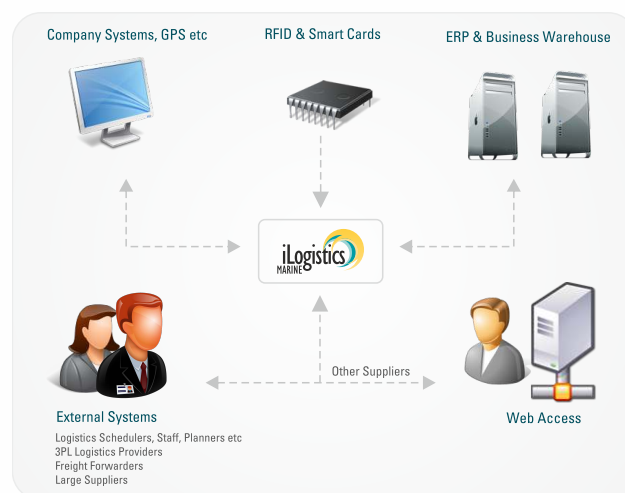 Company Systems, GPS etc
RFID & Smart Cards
ERP & Business Warehouse
iLogistics
MARINE
Other Suppliers
External Systems
Logistics Schedulers, Staff, Planners etc
3PL Logistics Providers
Freight Forwarders
Large Suppliers
Web Access